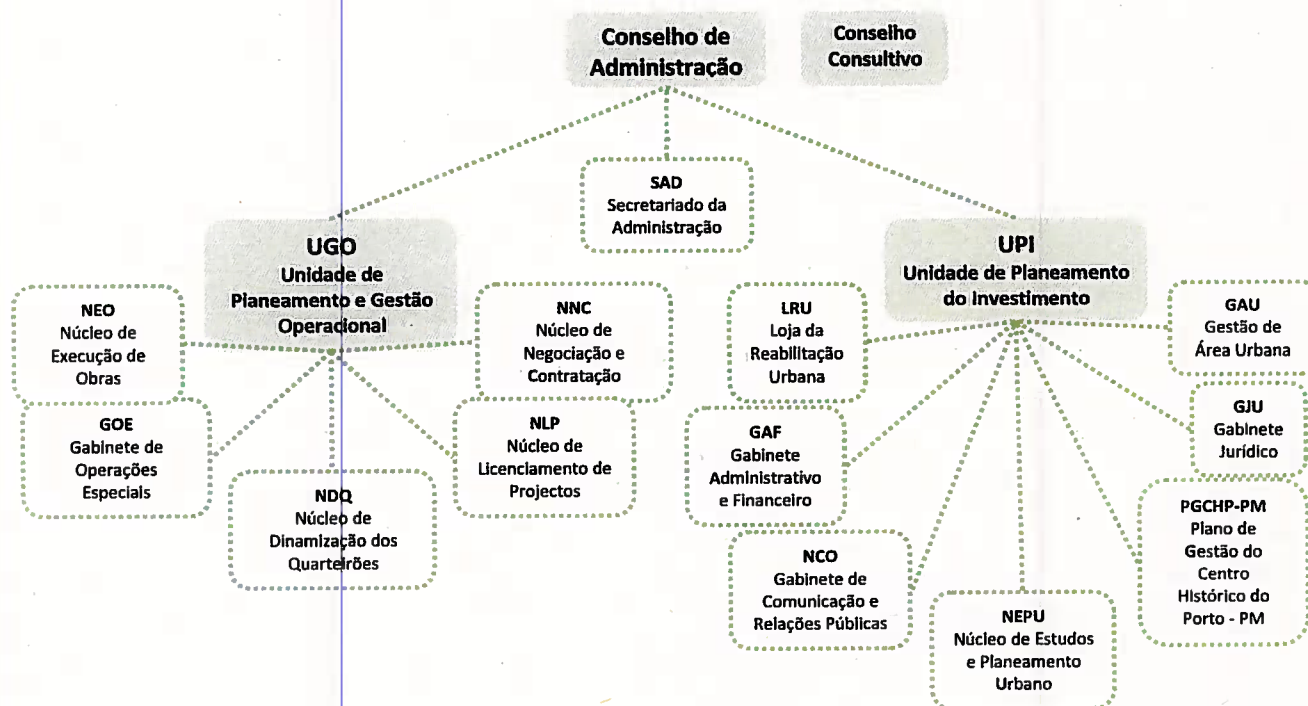 Conselho de
Administração
Conselho
Consultivo
SAD
Secretariado da
Administração
UGO
Unidade de
Planeamento e Gestão
Operacional
UPI
Unidade de Planeamento
do Investimento
NEO
Núcleo de
Execução de
Obras
NNC
Núcleo de
Negociação e
Contratação
LRU
Loja da
Reabilitação
Urbana
GAU
Gestão de
Área Urbana
GOE
Gabinete de
Operações
Especiais
NLP
Núcleo de
Licenciamento de
Projectos
GAF
Gabinete
Administrativo
e Financeiro
GJU
Gabinete
Jurídico
NDQ
Núcleo de
Dinamização dos
Quarteirões
PGCHP-PM
Plano de
Gestão do
Centro
Histórico do
Porto - PM
NCO
Gabinete de
Comunicação e
Relações Públicas
NEPU
Núcleo de Estudos
e Planeamento
Urbano